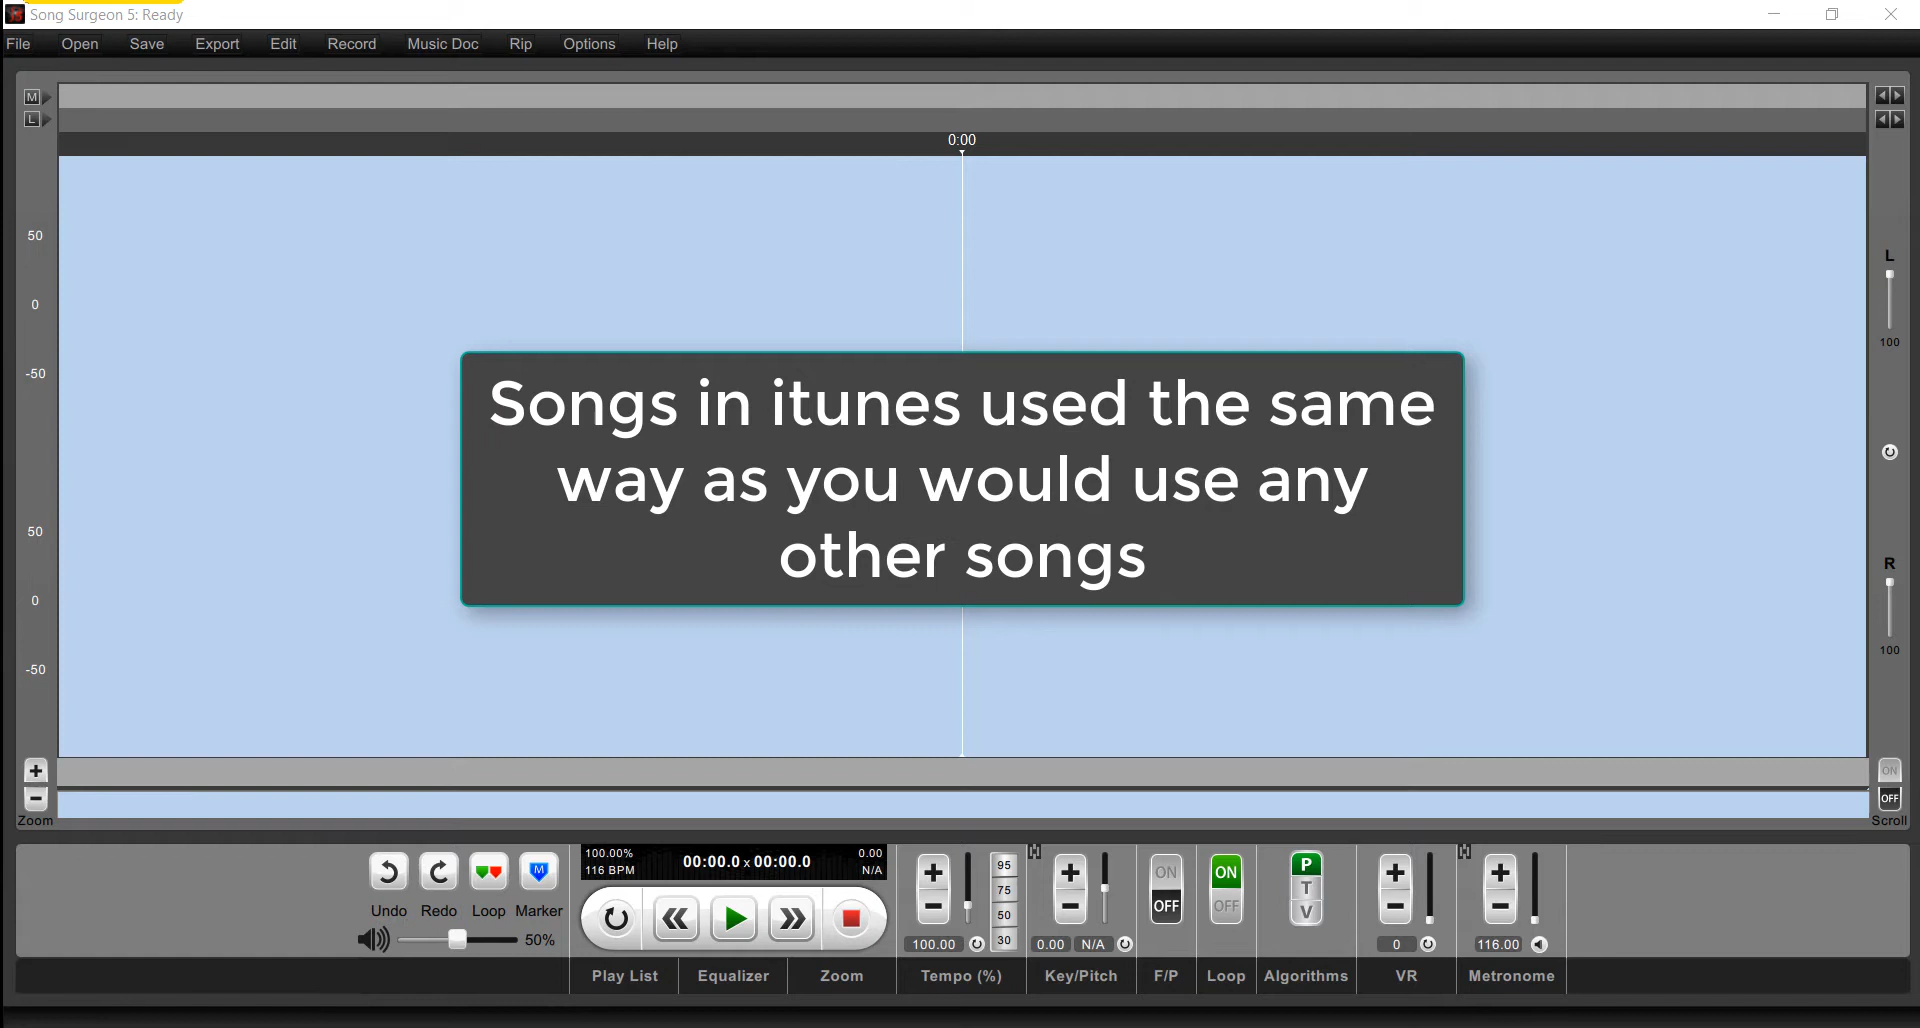 Song Surgeon 5: Ready
File Open Save Export Edit Record Music Doc Rip Options Help
M
L
0:00
50
0
-50
L
100
Songs in itunes used the same
way as you would use any
other songs
50
0
-50
R
100
Zoom
ON
OFF
Scroll
Undo Redo Loop Marker
M
50%
100.00% 00:00.0 x 00:00.0 0.00
116 BPM N/A
95
75
50
30
100.00
0.00 N/A
ON
OFF
ON
OFF
P
T
V
0
116.00
Play List Equalizer Zoom Tempo (%) Key/Pitch F/P Loop Algorithms VR Metronome